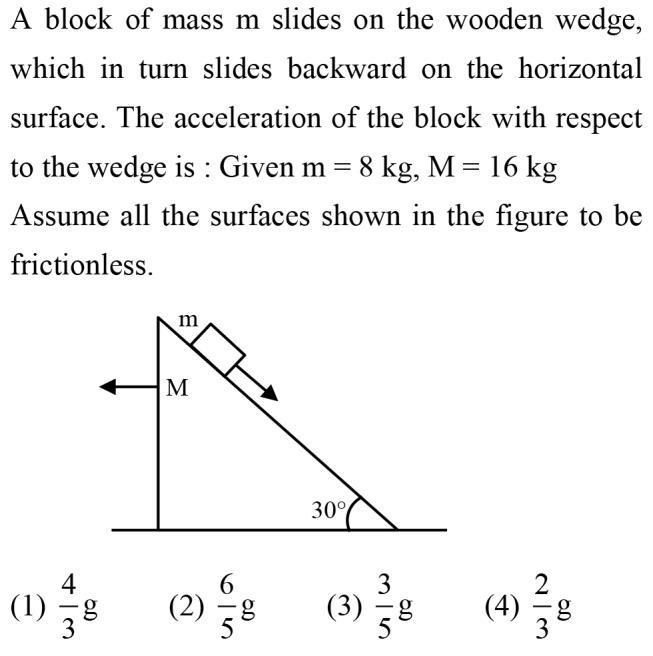 A block of mass m slides on the wooden wedge,
which in turn slides backward on the horizontal
surface. The acceleration of the block with respect
to the wedge is : Given m = 8 kg, M = 16 kg
Assume all the surfaces shown in the figure to be
frictionless.
m
M
30°
(1) 4/3 g (2) 6/5 g (3) 3/5 g (4) 2/3 g